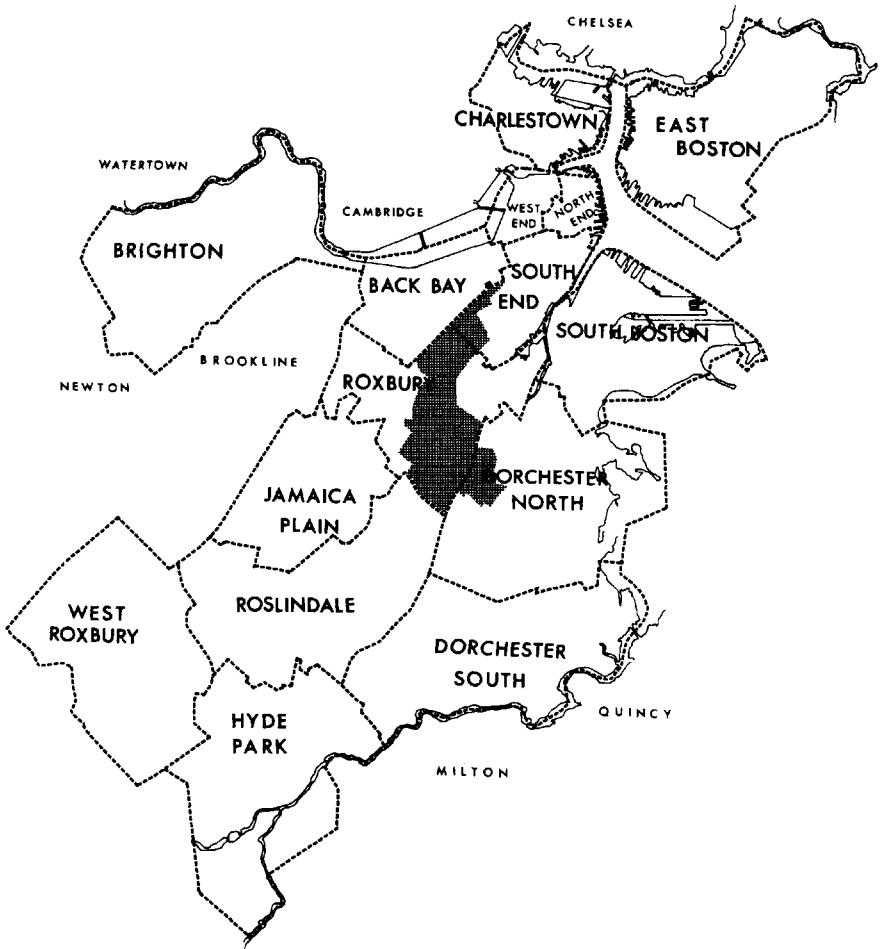 CHELSEA
CHARLESTOWN
EAST
BOSTON
WATERTOWN
CAMBRIDGE
WEST
END
NORTH
END
BRIGHTON
BACK BAY
SOUTH
END
SOUTH BOSTON
BROOKLINE
NEWTON
ROXBURY
JAMAICA
PLAIN
DORCHESTER
NORTH
WEST
ROXBURY
ROSLINDALE
DORCHESTER
SOUTH
HYDE
PARK
QUINCY
MILTON